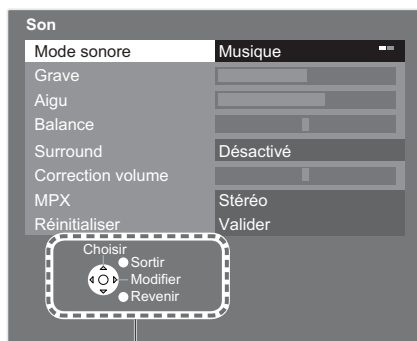 Son
Mode sonore Musique
Grave
Aigu
Balance
Surround Désactivé
Correction volume
MPX Stéréo
Réinitialiser Valider
Choisir
Sortir
Modifier
Revenir